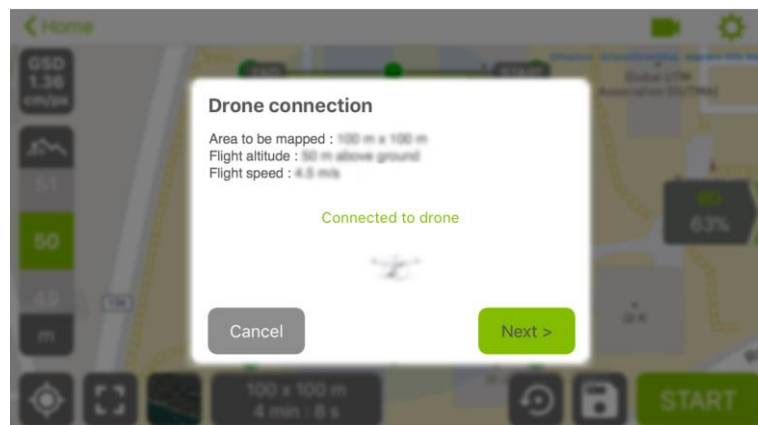 Home
GSD
1.36
cm/px
51
50
49
m
Drone connection
Area to be mapped : 100 m x 100 m
Flight altitude : 50 m above ground
Flight speed : 4.5 m/s
Connected to drone
Cancel
Next >
63%
100 x 100 m
4 min : 8 s
START